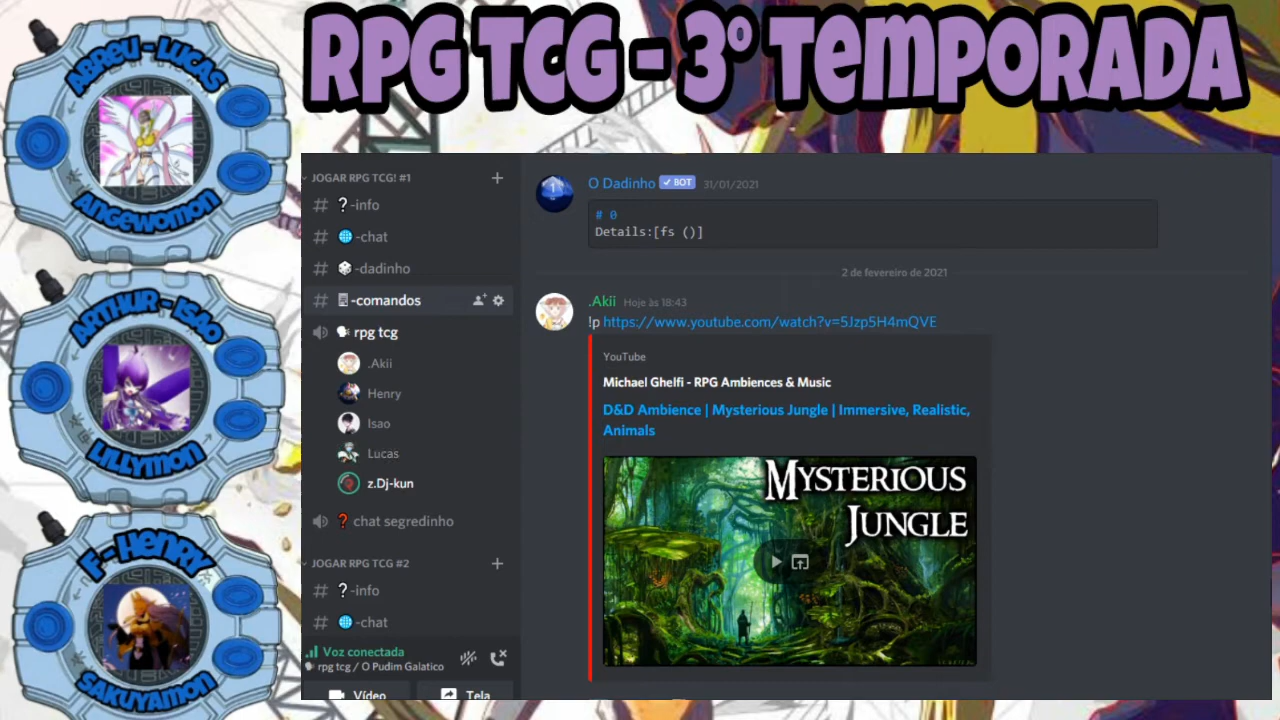 RPG TCG - 3º TEMPORADA
ABREU - LUCAS
ANGEWOMON
ARTHUR - ISAO
LILLYMON
F - HENRY
SAKUYAMON
JOGAR RPG TCG! #1
# ?-info
# -chat
# -dadinho
# -comandos
rpg tcg
.Akii
Henry
Isao
Lucas
z.Dj-kun
? chat segredinho
JOGAR RPG TCG #2
# ?-info
# -chat
Voz conectada
rpg tcg / O Pudim Galatico
Vídeo
Tela
O Dadinho BOT 31/01/2021
# 0
Details:[fs ()]
2 de fevereiro de 2021
.Akii Hoje às 18:43
!p https://www.youtube.com/watch?v=5Jzp5H4mQVE
YouTube
Michael Ghelfi - RPG Ambiences & Music
D&D Ambience | Mysterious Jungle | Immersive, Realistic,
Animals
MYSTERIOUS
JUNGLE